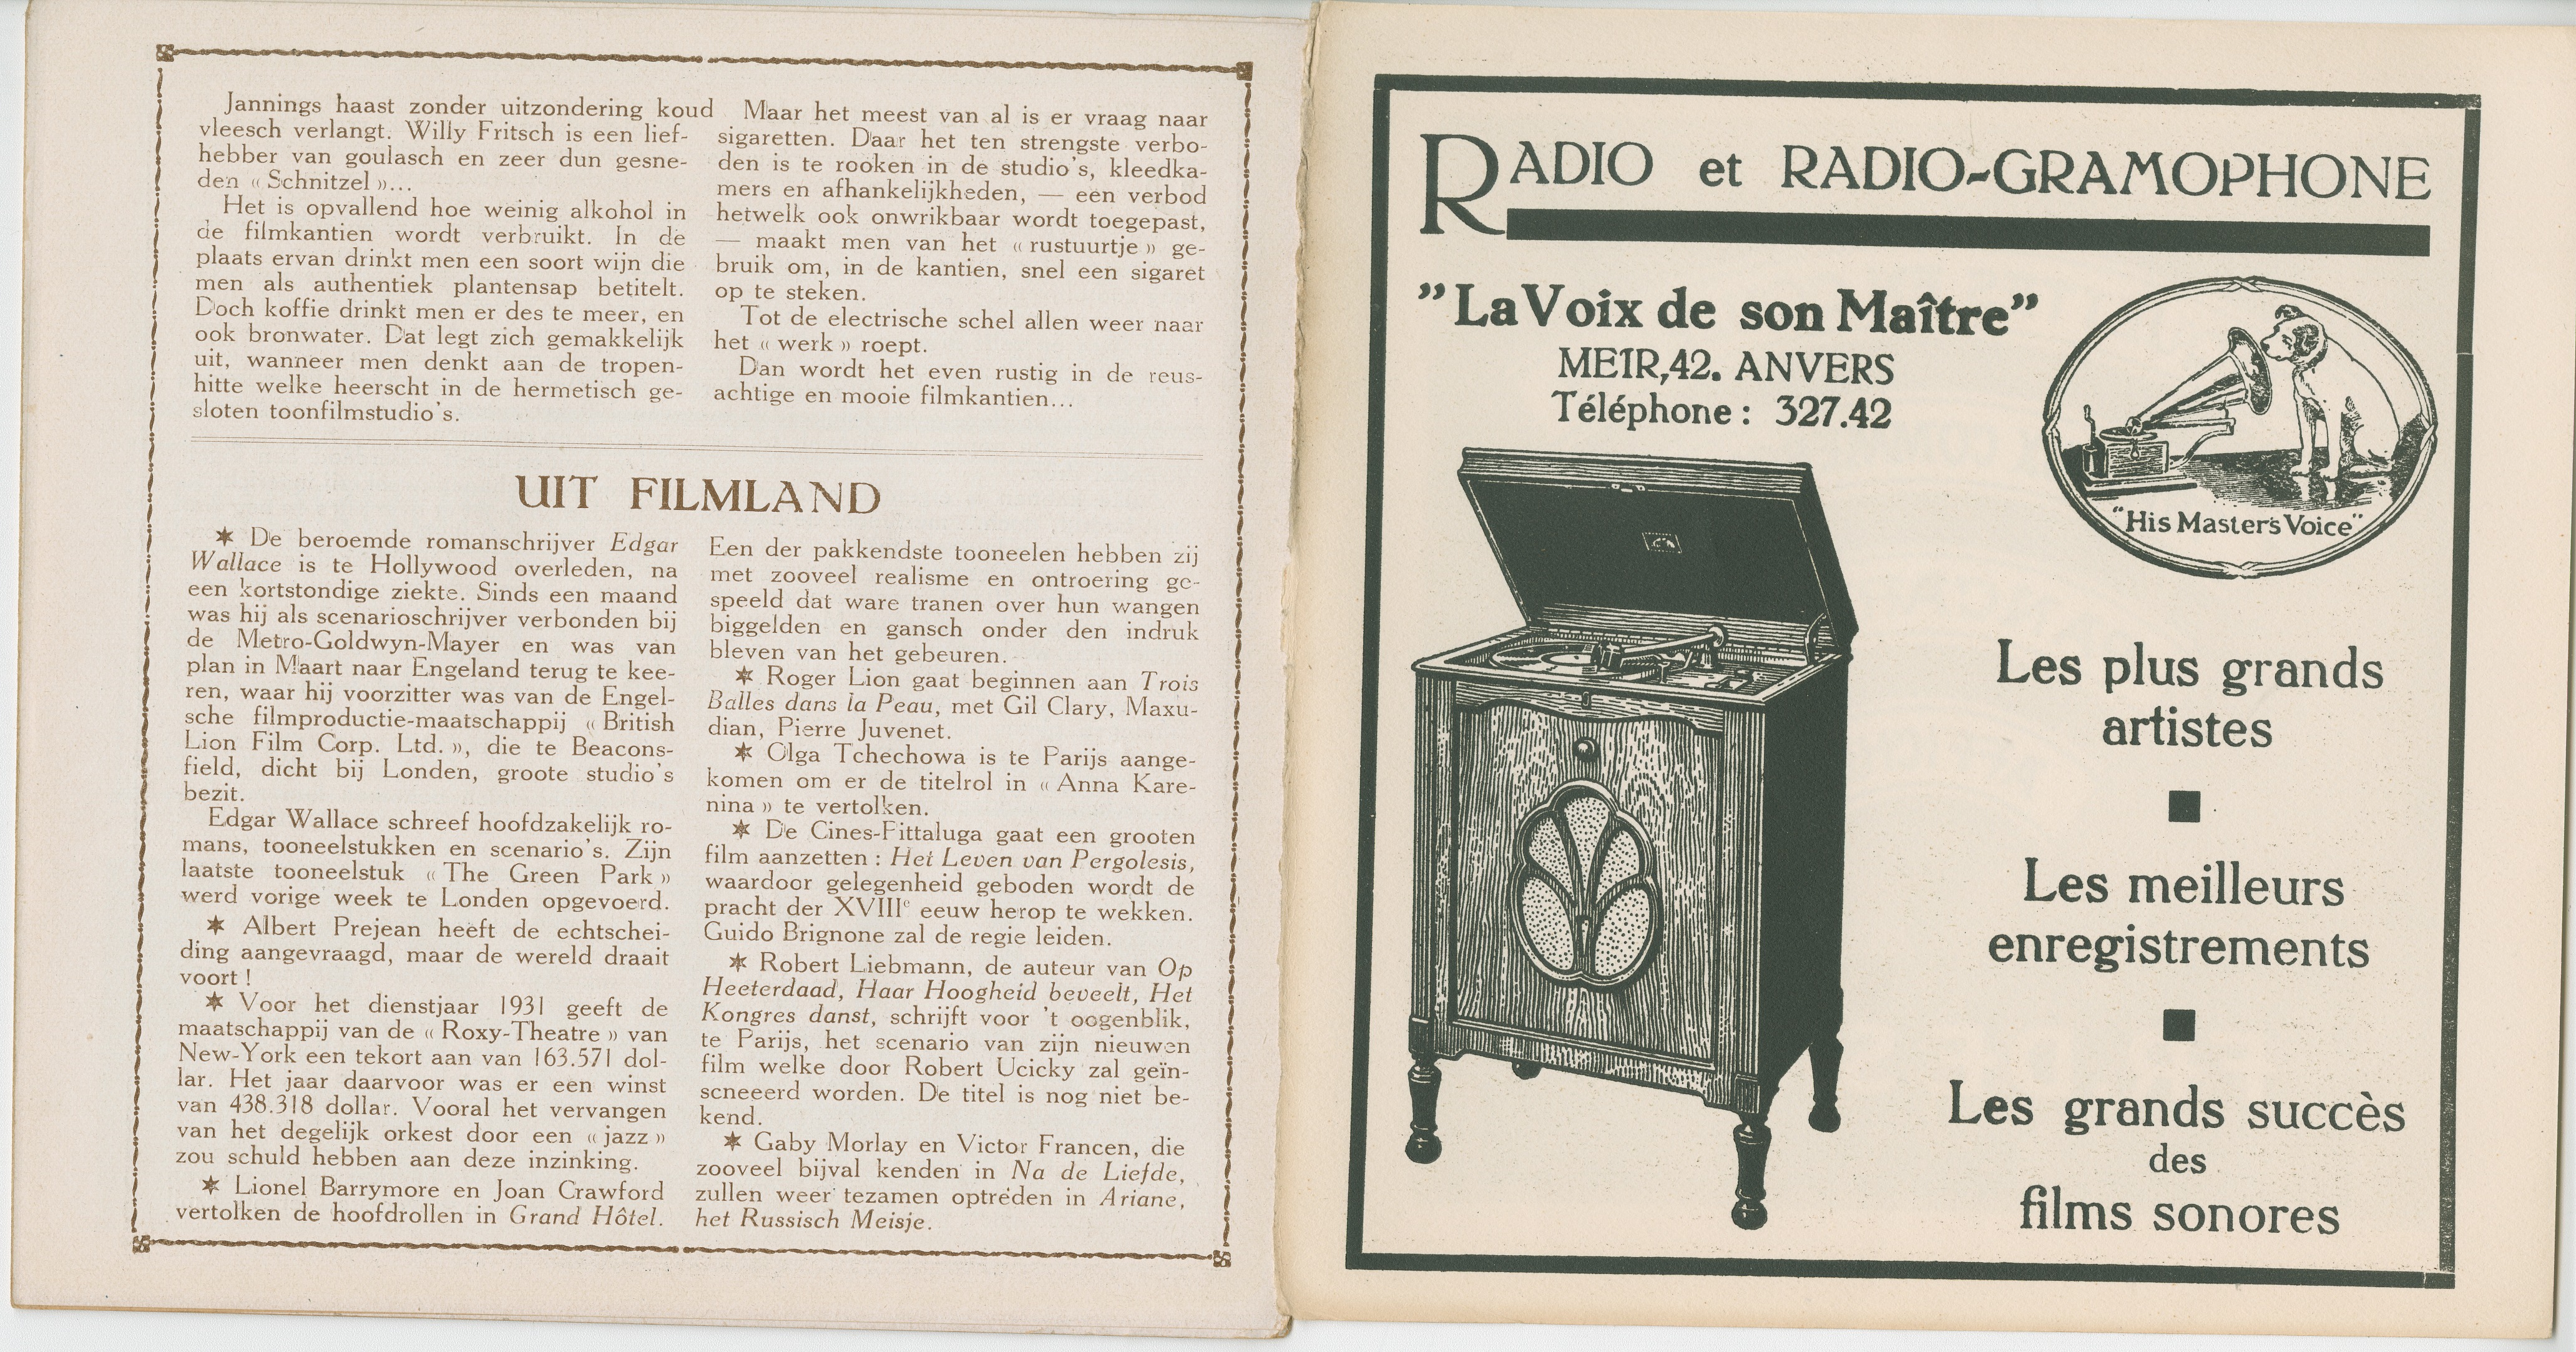 Jannings haast zonder uitzondering koud
vleesch verlangt. Willy Fritsch is een lief-
hebber van goulasch en zeer dun gesne-
den « Schnitzel »...
Het is opvallend hoe weinig alkohol in
de filmkantien wordt verbruikt. In de
plaats ervan drinkt men een soort wijn die
men als authentiek plantensap betitelt.
Doch koffie drinkt men er des te meer, en
ook bronwater. Dat legt zich gemakkelijk
uit, wanneer men denkt aan de tropen-
hitte welke heerscht in de hermetisch ge-
sloten toonfilmstudio's.
Maar het meest van al is er vraag naar
sigaretten. Daar het ten strengste verbo-
den is te rooken in de studio's, kleedka-
mers en afhankelijkheden, — een verbod
hetwelk ook onwrikbaar wordt toegepast,
— maakt men van het « rustuurtje » ge-
bruik om, in de kantien, snel een sigaret
op te steken.
Tot de electrische schel allen weer naar
het « werk » roept.
Dan wordt het even rustig in de reus-
achtige en mooie filmkantien...
UIT FILMLAND
✶ De beroemde romanschrijver Edgar
Wallace is te Hollywood overleden, na
een kortstondige ziekte. Sinds een maand
was hij als scenarioschrijver verbonden bij
de Metro-Goldwyn-Mayer en was van
plan in Maart naar Engeland terug te kee-
ren, waar hij voorzitter was van de Engel-
sche filmproductie-maatschappij « British
Lion Film Corp. Ltd. », die te Beacons-
field, dicht bij Londen, groote studio's
bezit.
Edgar Wallace schreef hoofdzakelijk ro-
mans, tooneelstukken en scenario's. Zijn
laatste tooneelstuk « The Green Park »
werd vorige week te Londen opgevoerd.
✶ Albert Prejean heeft de echtschei-
ding aangevraagd, maar de wereld draait
voort !
✶ Voor het dienstjaar 1931 geeft de
maatschappij van de « Roxy-Theatre » van
New-York een tekort aan van 163.571 dol-
lar. Het jaar daarvoor was er een winst
van 438.318 dollar. Vooral het vervangen
van het degelijk orkest door een « jazz »
zou schuld hebben aan deze inzinking.
✶ Lionel Barrymore en Joan Crawford
vertolken de hoofdrollen in Grand Hôtel.
Een der pakkendste tooneelen hebben zij
met zooveel realisme en ontroering ge-
speeld dat ware tranen over hun wangen
biggelden en gansch onder den indruk
bleven van het gebeuren.
✶ Roger Lion gaat beginnen aan Trois
Balles dans la Peau, met Gil Clary, Maxu-
dian, Pierre Juvenet.
✶ Olga Tchechowa is te Parijs aange-
komen om er de titelrol in « Anna Kare-
nina » te vertolken.
✶ De Cines-Pittaluga gaat een grooten
film aanzetten : Het Leven van Pergolesis,
waardoor gelegenheid geboden wordt de
pracht der XVIIIe eeuw herop te wekken.
Guido Brignone zal de regie leiden.
✶ Robert Liebmann, de auteur van Op
Heeterdaad, Haar Hoogheid beveelt, Het
Kongres danst, schrijft voor 't oogenblik,
te Parijs, het scenario van zijn nieuwen
film welke door Robert Ucicky zal geïn-
scneeerd worden. De titel is nog niet be-
kend.
✶ Gaby Morlay en Victor Francen, die
zooveel bijval kenden in Na de Liefde,
zullen weer tezamen optreden in Ariane,
het Russisch Meisje.
RADIO et RADIO-GRAMOPHONE
"La Voix de son Maître"
MEIR, 42. ANVERS
Téléphone : 327.42
"His Master's Voice"
Les plus grands
artistes
Les meilleurs
enregistrements
Les grands succès
des
films sonores